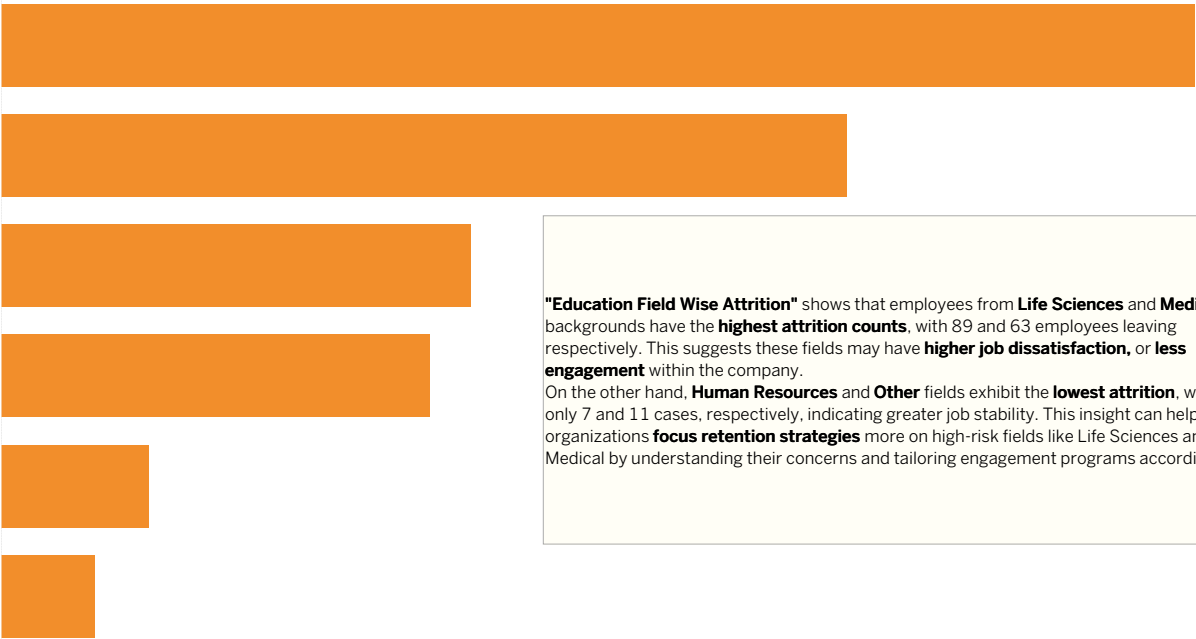 "Education Field Wise Attrition" shows that employees from Life Sciences and Medi
backgrounds have the highest attrition counts, with 89 and 63 employees leaving
respectively. This suggests these fields may have higher job dissatisfaction, or less
engagement within the company.
On the other hand, Human Resources and Other fields exhibit the lowest attrition, w
only 7 and 11 cases, respectively, indicating greater job stability. This insight can help
organizations focus retention strategies more on high-risk fields like Life Sciences an
Medical by understanding their concerns and tailoring engagement programs accordi